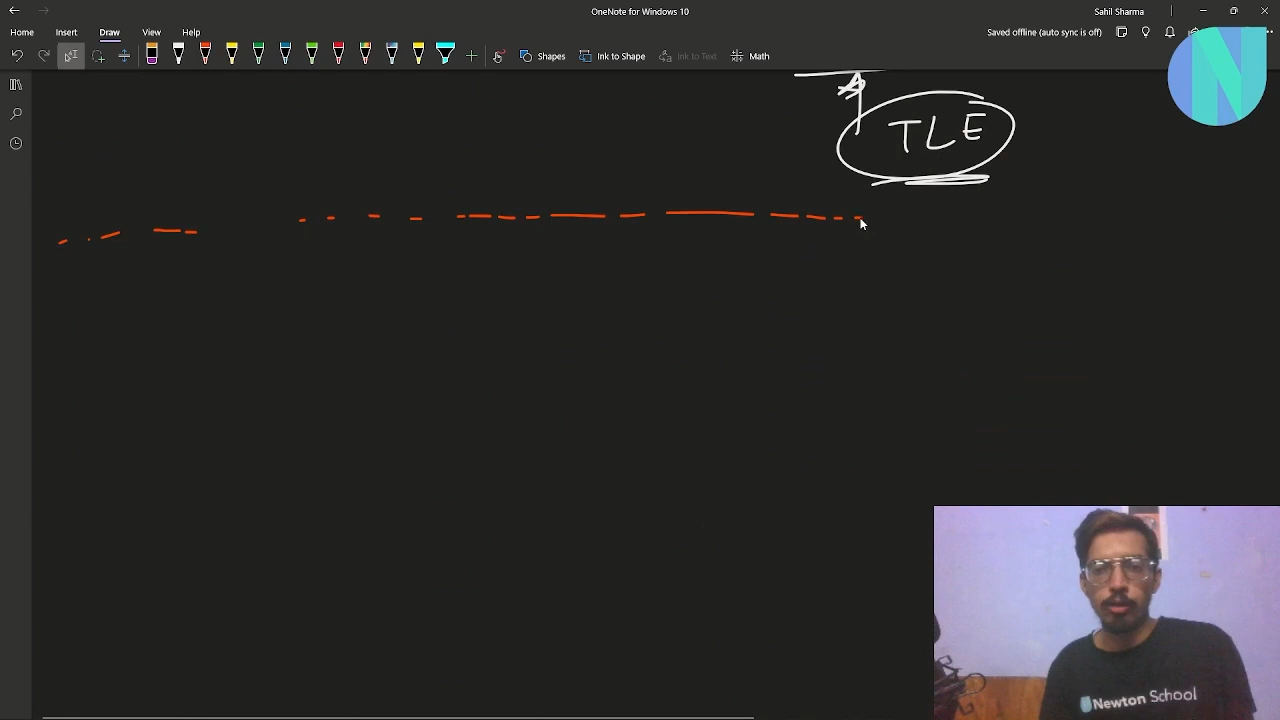 OneNote for Windows 10
Sahil Sharma
Home Insert Draw View Help
Saved offline (auto sync is off)
Shapes Ink to Shape Ink to Text Math
TLE
N
Newton School